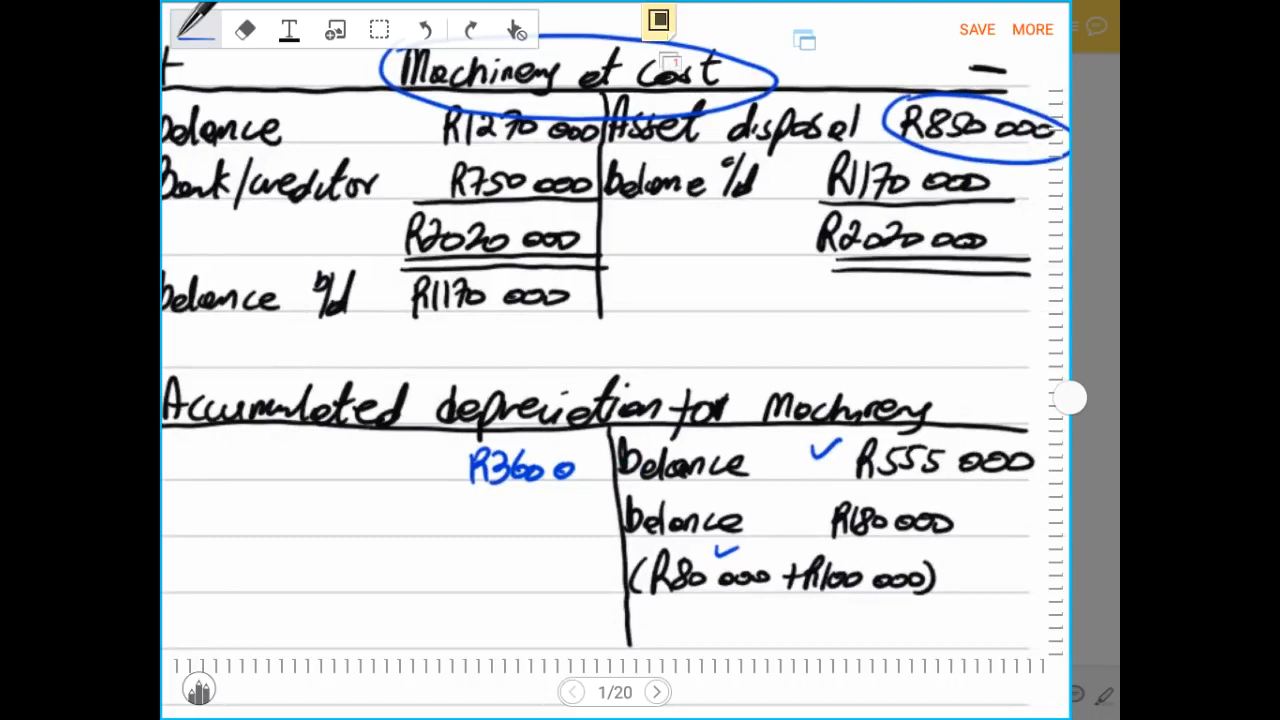 SAVE MORE
Machinery at cost
balance R1270 000 Asset disposal R850 000
Bank/creditor R750 000 balance c/d R1170 000
R2020 000 R2020 000
balance b/d R1170 000
Accumulated depreciation for Machinery
R3600 balance R555 000
balance R180 000
(R80 000 + R100 000)
1/20